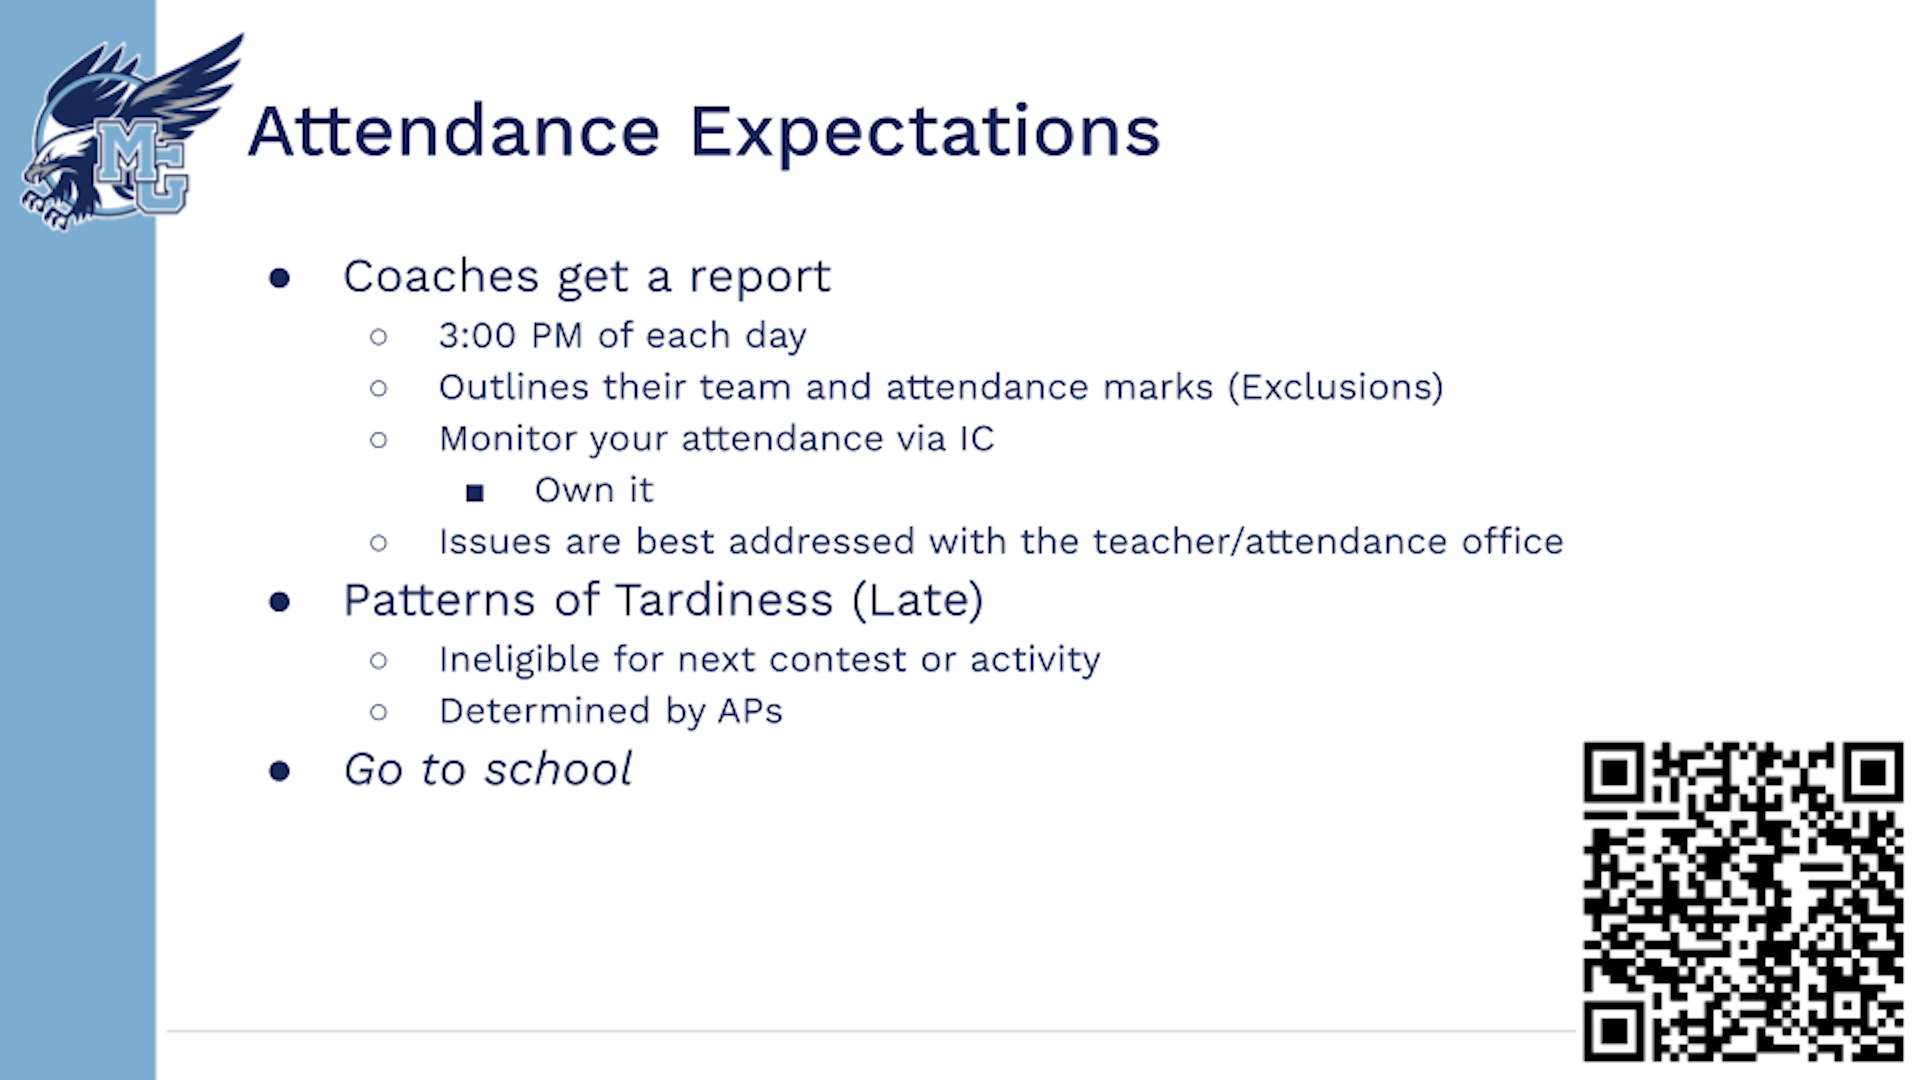 MG
Attendance Expectations
● Coaches get a report
○ 3:00 PM of each day
○ Outlines their team and attendance marks (Exclusions)
○ Monitor your attendance via IC
■ Own it
○ Issues are best addressed with the teacher/attendance office
● Patterns of Tardiness (Late)
○ Ineligible for next contest or activity
○ Determined by APs
● Go to school